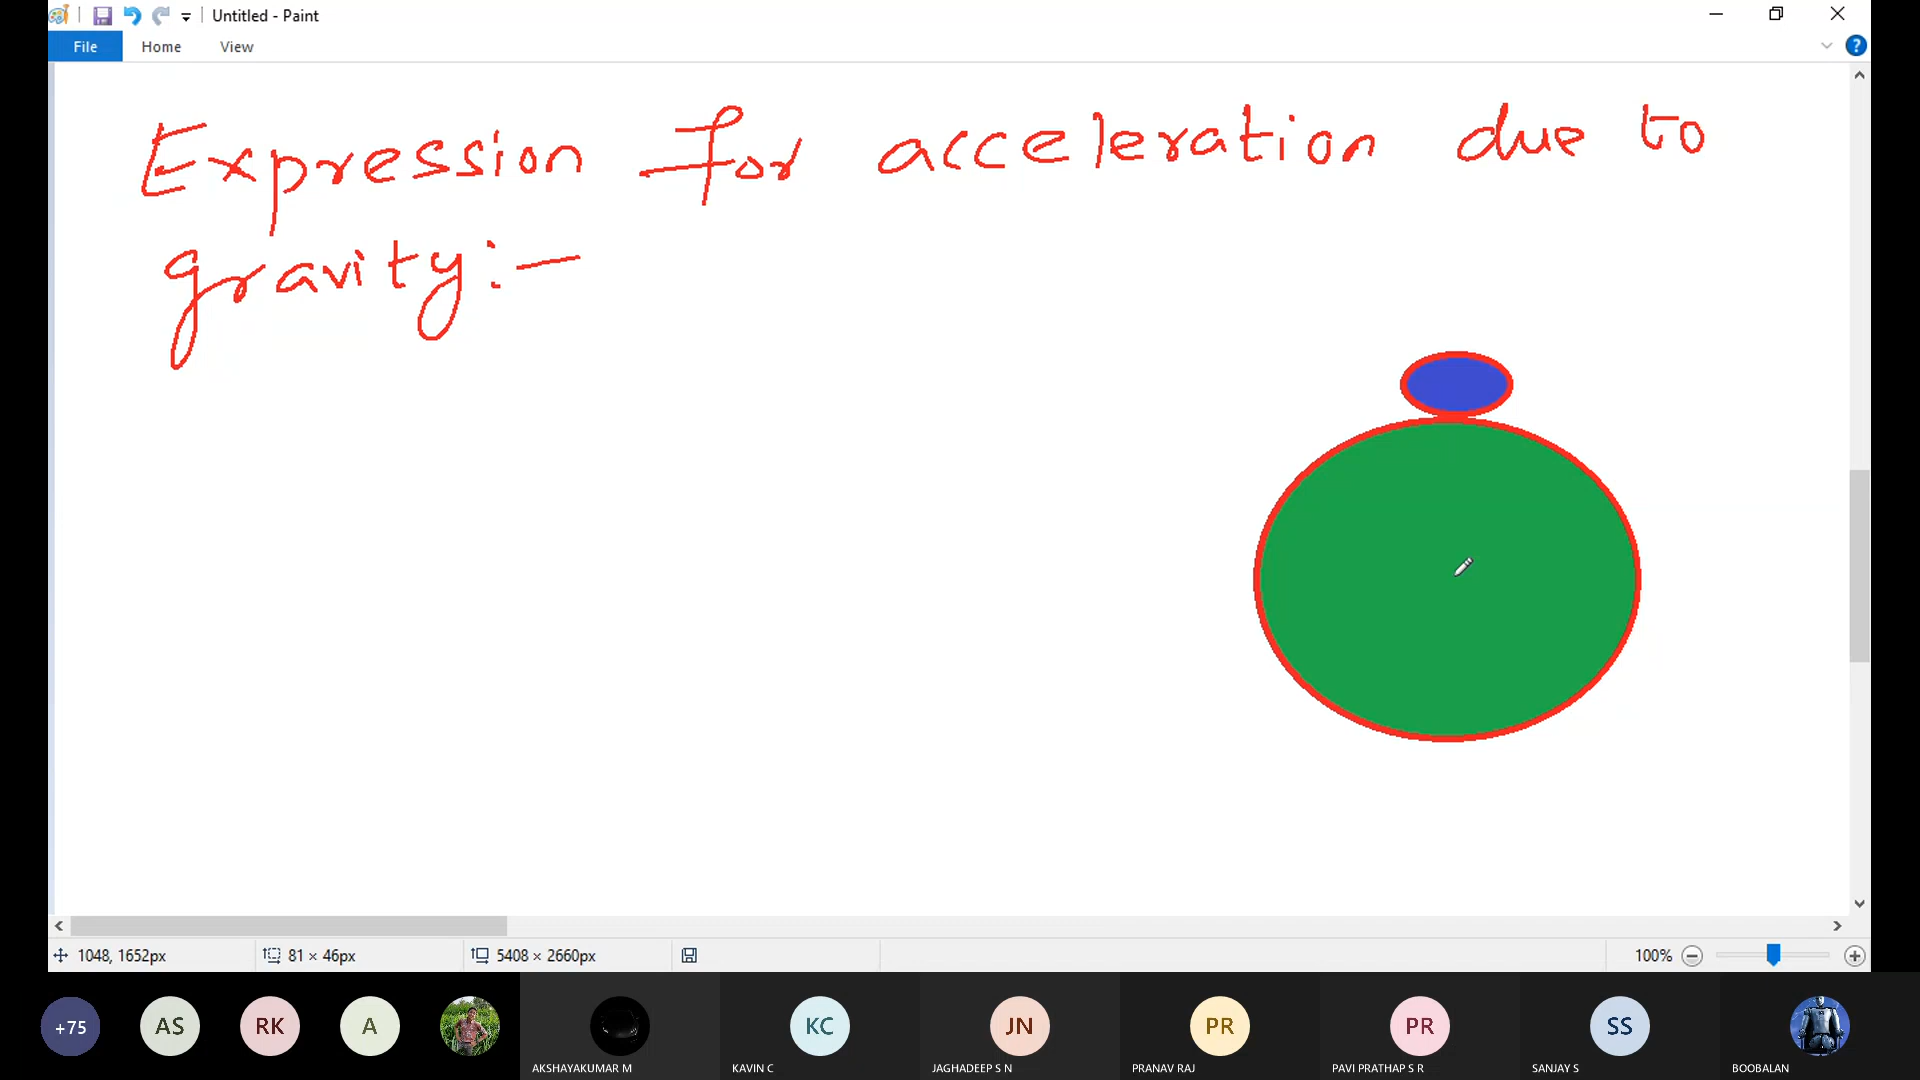 Untitled - Paint
File Home View
Expression for acceleration due to
gravity:-
1048, 1652px 81 × 46px 5408 × 2660px 100%
+75 AS RK A KC JN PR PR SS
AKSHAYAKUMAR M KAVIN C JAGHADEEP S N PRANAV RAJ PAVI PRATHAP S R SANJAY S BOOBALAN